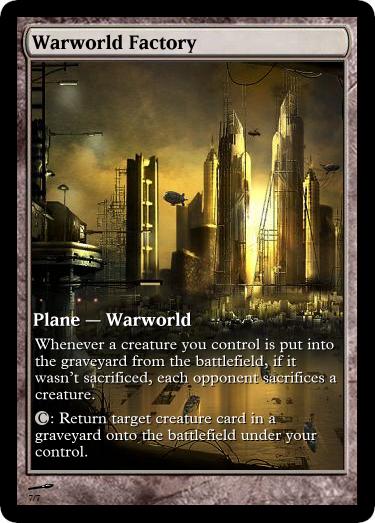 Warworld Factory
Plane — Warworld
Whenever a creature you control is put into
the graveyard from the battlefield, if it
wasn't sacrificed, each opponent sacrifices a
creature.
C: Return target creature card in a
graveyard onto the battlefield under your
control.
7/7